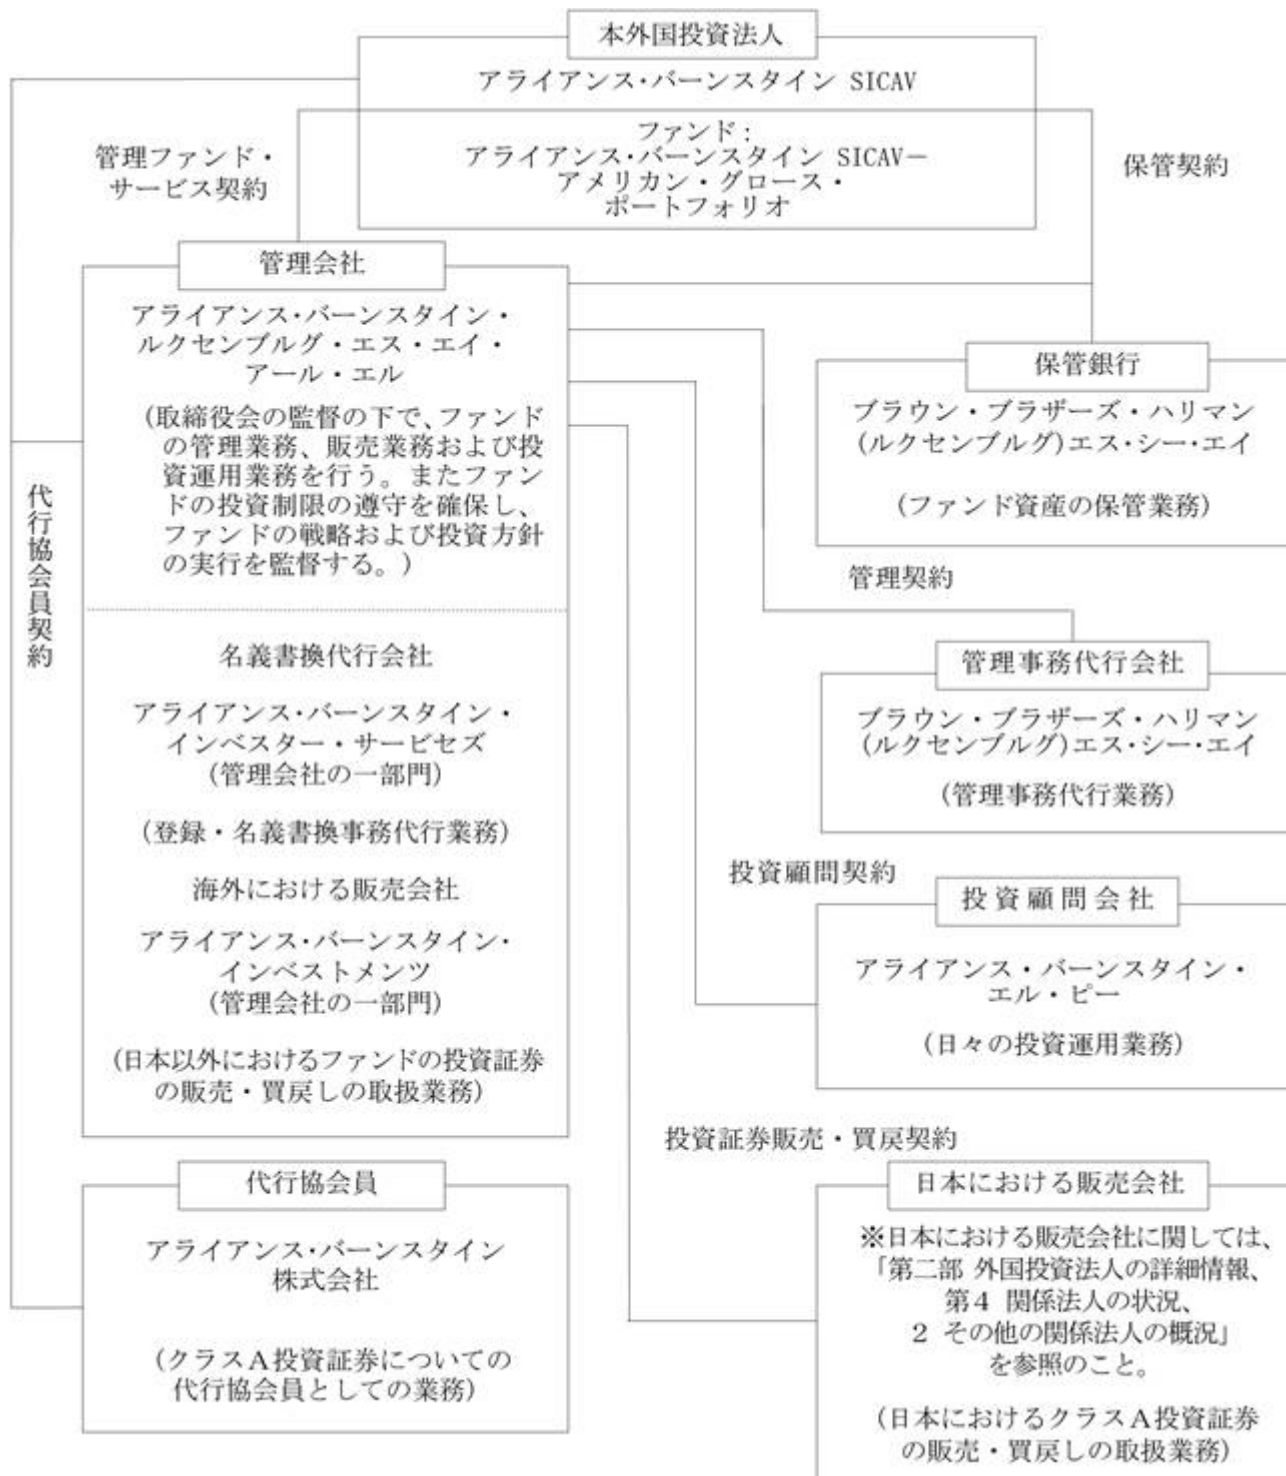 本外国投資法人
アライアンス・バーンスタイン SICAV
ファンド：
アライアンス・バーンスタイン SICAV－
アメリカン・グロース・
ポートフォリオ
管理ファンド・
サービス契約
保管契約
管理会社
アライアンス・バーンスタイン・
ルクセンブルグ・エス・エイ・
アール・エル
(取締役会の監督の下で、ファンド
の管理業務、販売業務および投
資運用業務を行う。またファン
ドの投資制限の遵守を確保し、
ファンドの戦略および投資方針
の実行を監督する。)
名義書換代行会社
アライアンス・バーンスタイン・
インベスター・サービセズ
(管理会社の一部門)
(登録・名義書換事務代行業務)
海外における販売会社
アライアンス・バーンスタイン・
インベストメンツ
(管理会社の一部門)
(日本以外におけるファンドの投資証券
の販売・買戻しの取扱業務)
代行協会員契約
代行協会員
アライアンス・バーンスタイン
株式会社
(クラスＡ投資証券についての
代行協会員としての業務)
保管銀行
ブラウン・ブラザーズ・ハリマン
(ルクセンブルグ)エス・シー・エイ
(ファンド資産の保管業務)
管理契約
管理事務代行会社
ブラウン・ブラザーズ・ハリマン
(ルクセンブルグ)エス・シー・エイ
(管理事務代行業務)
投資顧問契約
投資顧問会社
アライアンス・バーンスタイン・
エル・ピー
(日々の投資運用業務)
投資証券販売・買戻契約
日本における販売会社
※日本における販売会社に関しては、
「第二部 外国投資法人の詳細情報、
第４ 関係法人の状況、
２ その他の関係法人の概況」
を参照のこと。
(日本におけるクラスＡ投資証券
の販売・買戻しの取扱業務)